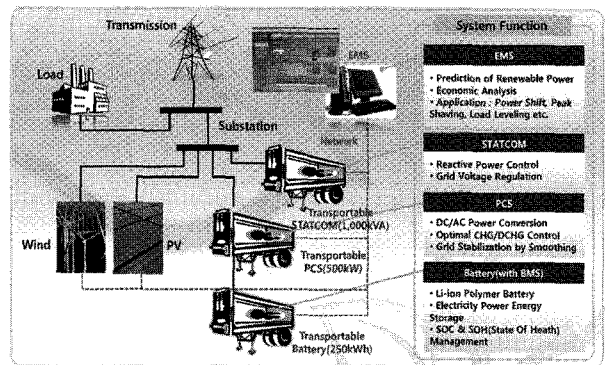 Transmission
Load
EMS
Substation
Network
Transportable
STATCOM(1,000kVA)
Wind
PV
Transportable
PCS(500kW)
Transportable
Battery(250kWh)
System Function
EMS
• Prediction of Renewable Power
• Economic Analysis
• Application : Power Shift, Peak
Shaving, Load Leveling etc.
STATCOM
• Reactive Power Control
• Grid Voltage Regulation
PCS
• DC/AC Power Conversion
• Optimal CHG/DCHG Control
• Grid Stabilization by Smoothing
Battery(with BMS)
• Li-ion Polymer Battery
• Electricity Power Energy
Storage
• SOC & SOH(State Of Heath)
Management